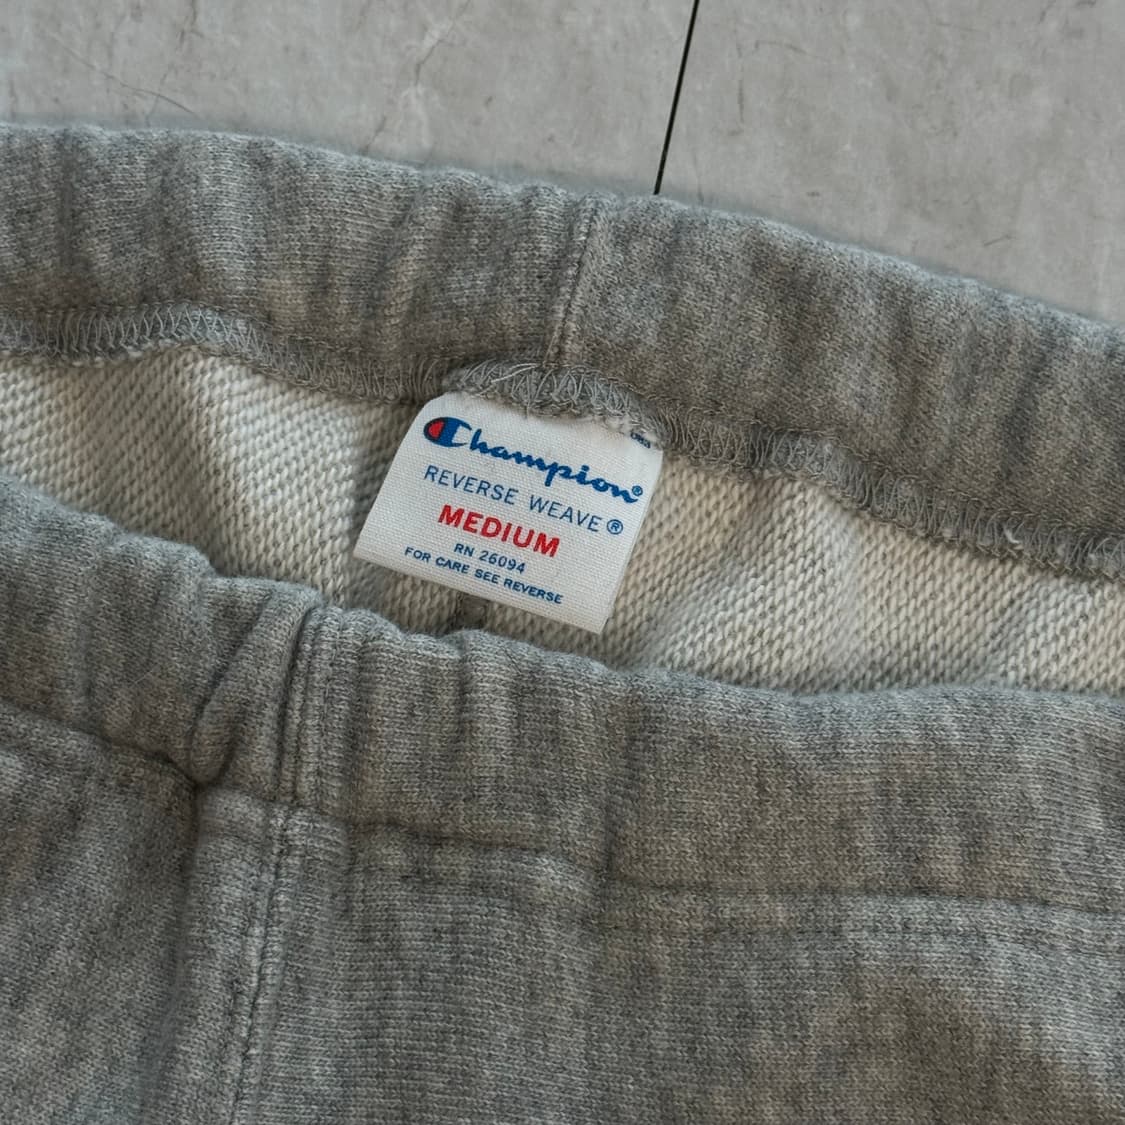 Champion®
REVERSE WEAVE®
MEDIUM
RN 26094
FOR CARE SEE REVERSE